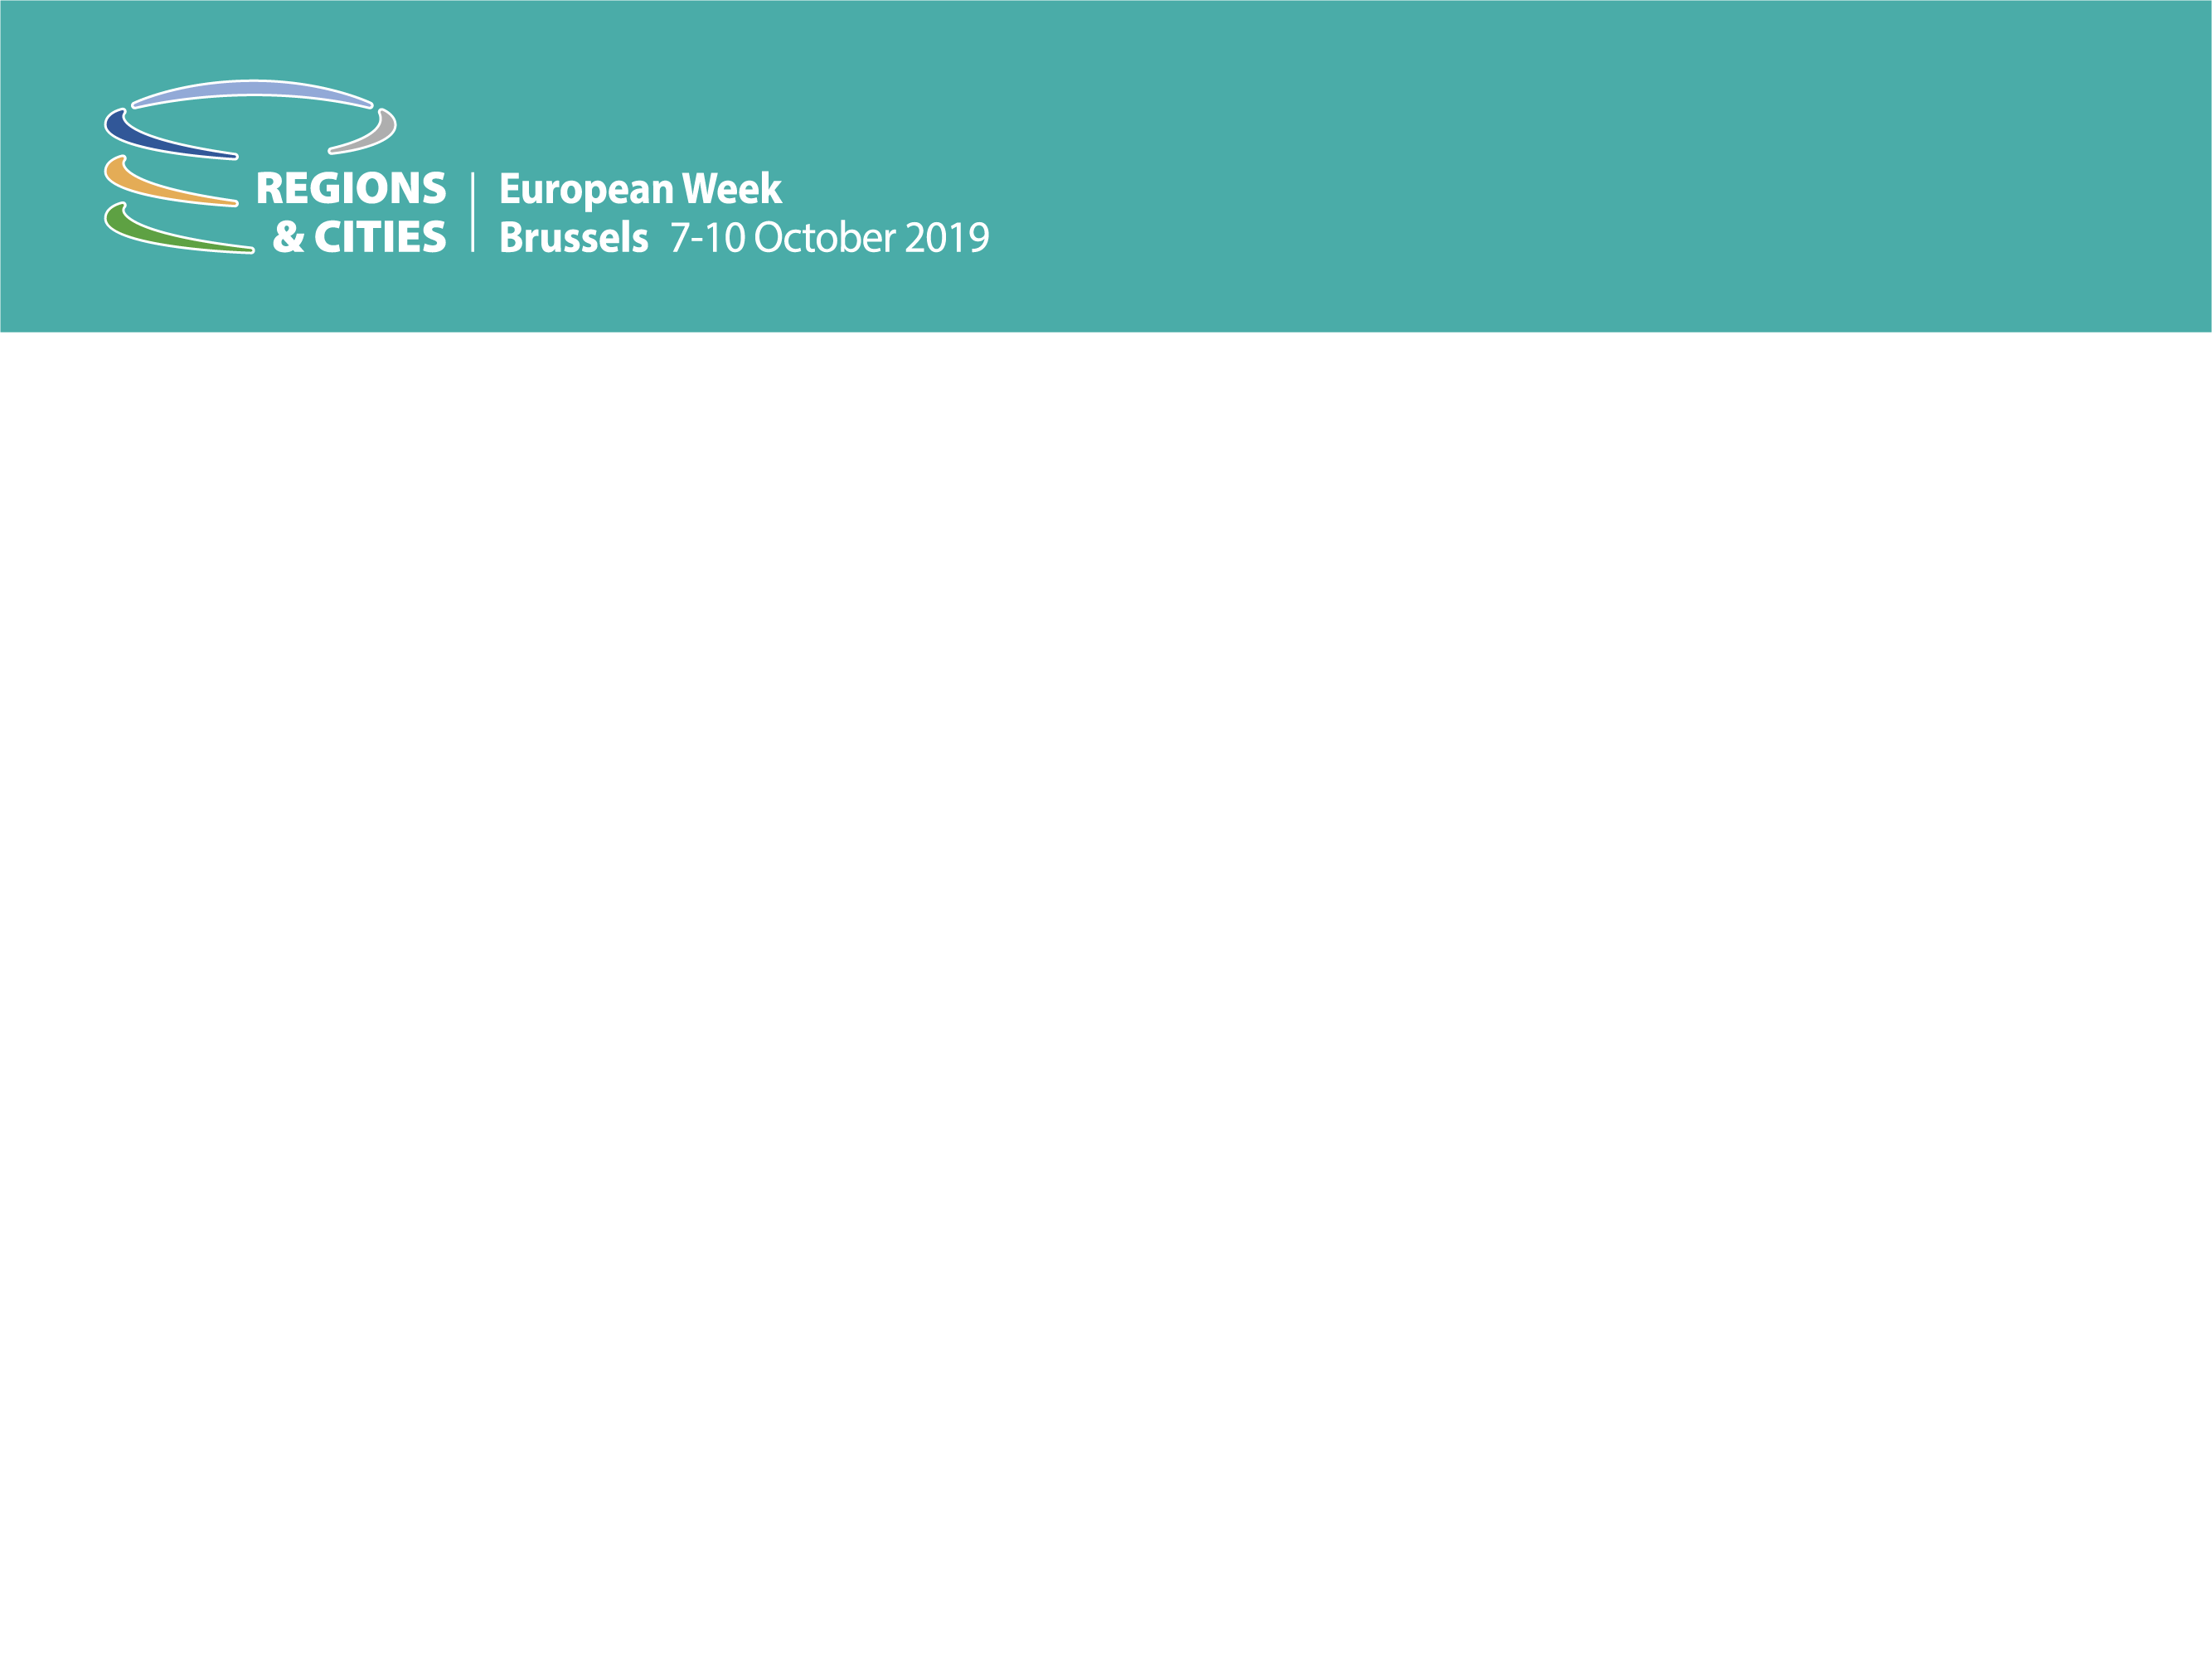 REGIONS
& CITIES
European Week
Brussels 7-10 October 2019